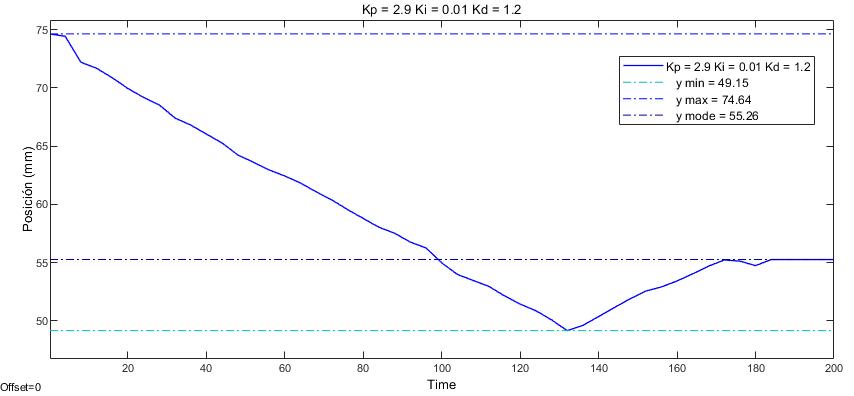 Kp = 2.9 Ki = 0.01 Kd = 1.2
75
70
65
60
55
50
Posición (mm)
Kp = 2.9 Ki = 0.01 Kd = 1.2
y min = 49.15
y max = 74.64
y mode = 55.26
20 40 60 80 100 120 140 160 180 200
Time
Offset=0